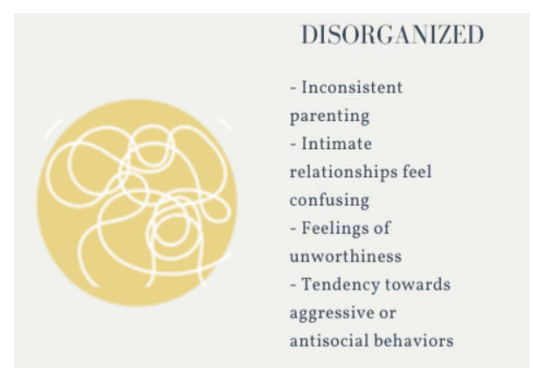 DISORGANIZED
- Inconsistent
parenting
- Intimate
relationships feel
confusing
- Feelings of
unworthiness
- Tendency towards
aggressive or
antisocial behaviors